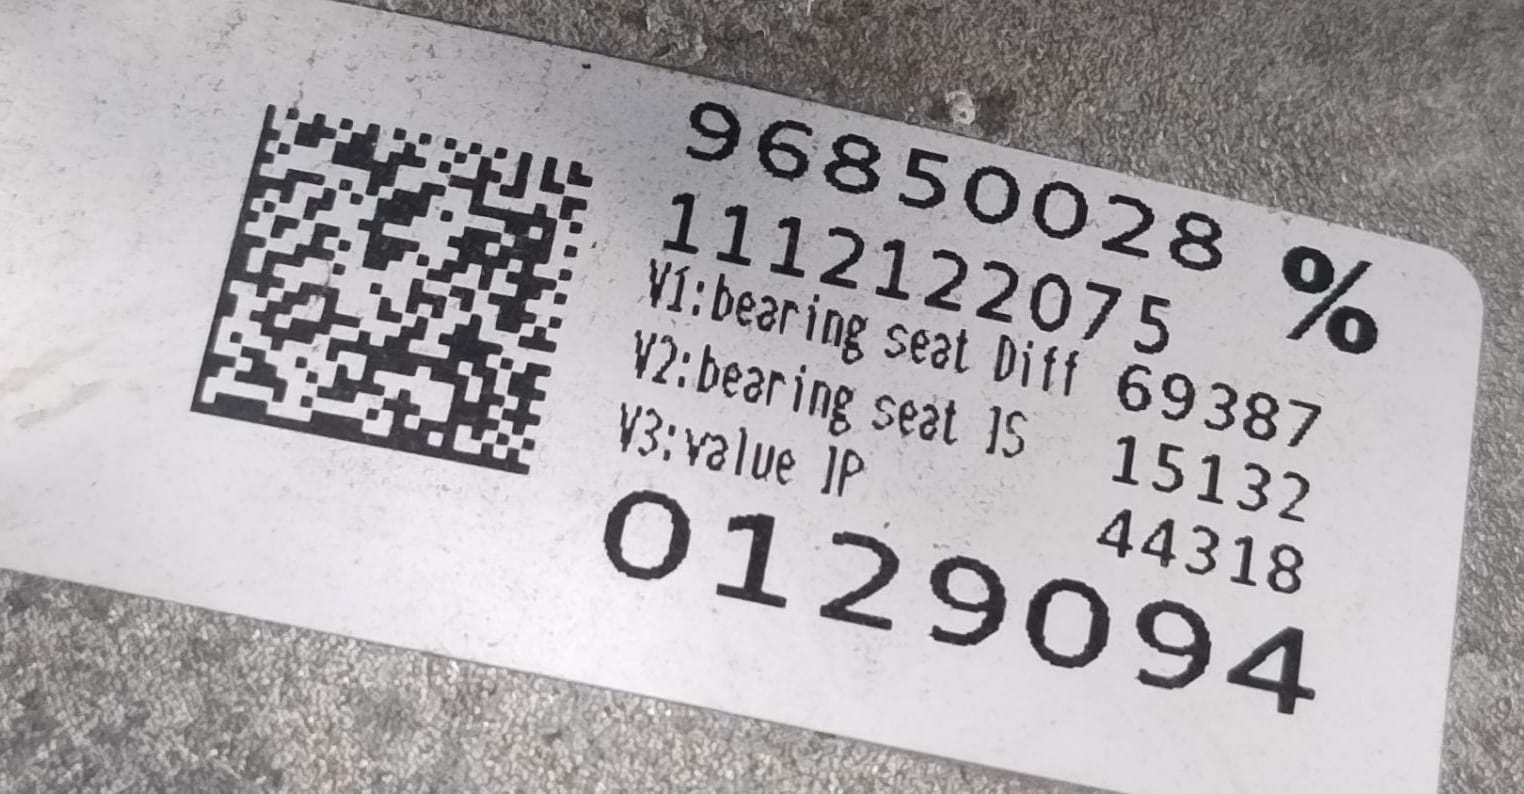 96850028 %
1112122075
V1:bearing seat Diff 69387
V2:bearing seat IS 15132
V3:value IP 44318
0129094